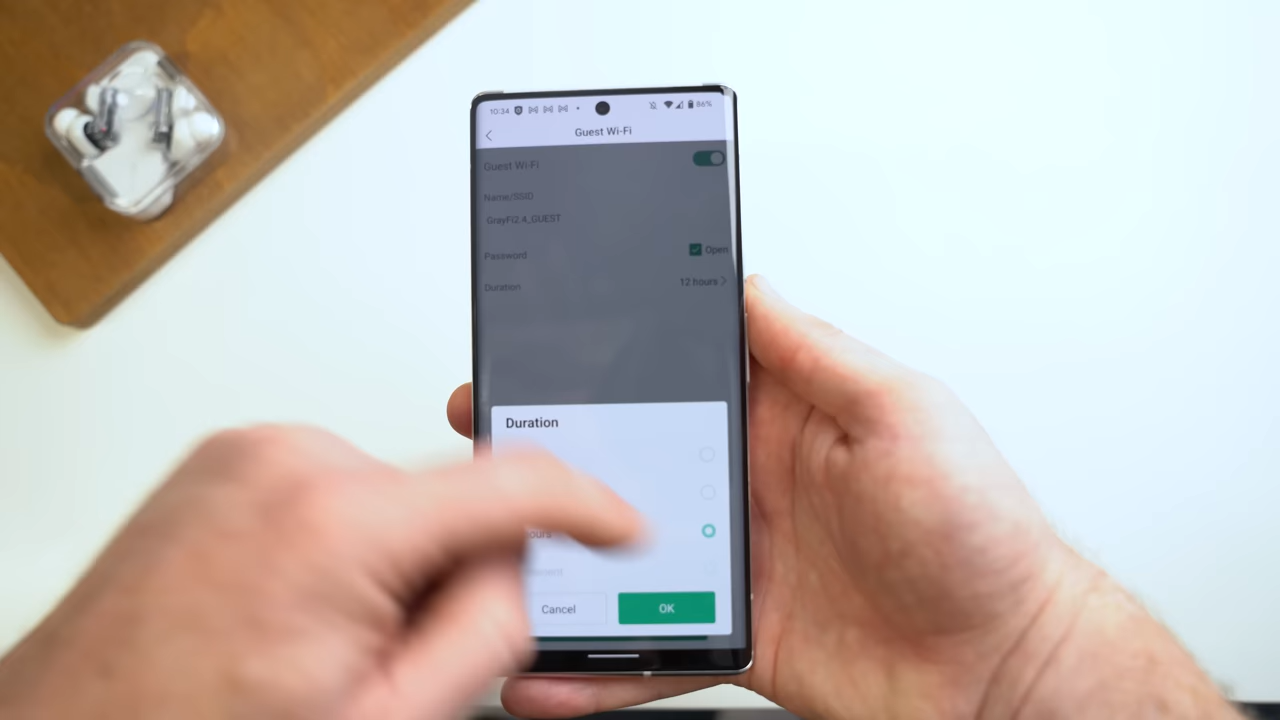 10:34
86%
Guest Wi-Fi
Guest Wi-Fi
Name/SSID
GrayFi2.4_GUEST
Password
Open
Duration
12 hours
Duration
Cancel
OK